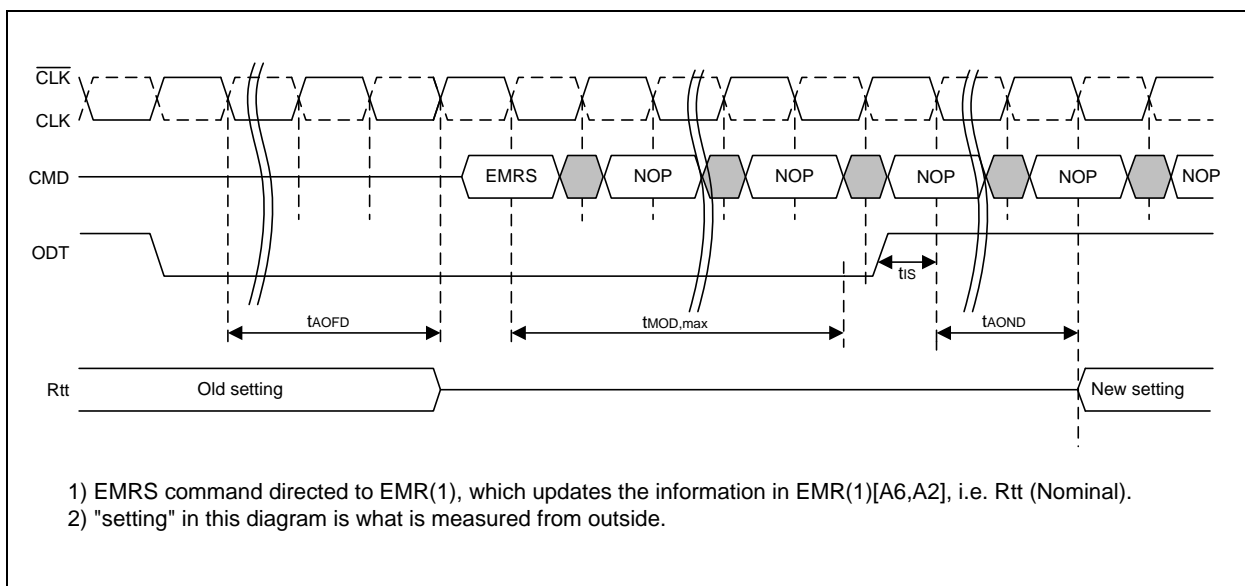 CLK
CLK
CMD
EMRS
NOP
NOP
NOP
NOP
NOP
ODT
tIS
tAOFD
tMOD,max
tAOND
Rtt
Old setting
New setting
1) EMRS command directed to EMR(1), which updates the information in EMR(1)[A6,A2], i.e. Rtt (Nominal).
2) "setting" in this diagram is what is measured from outside.